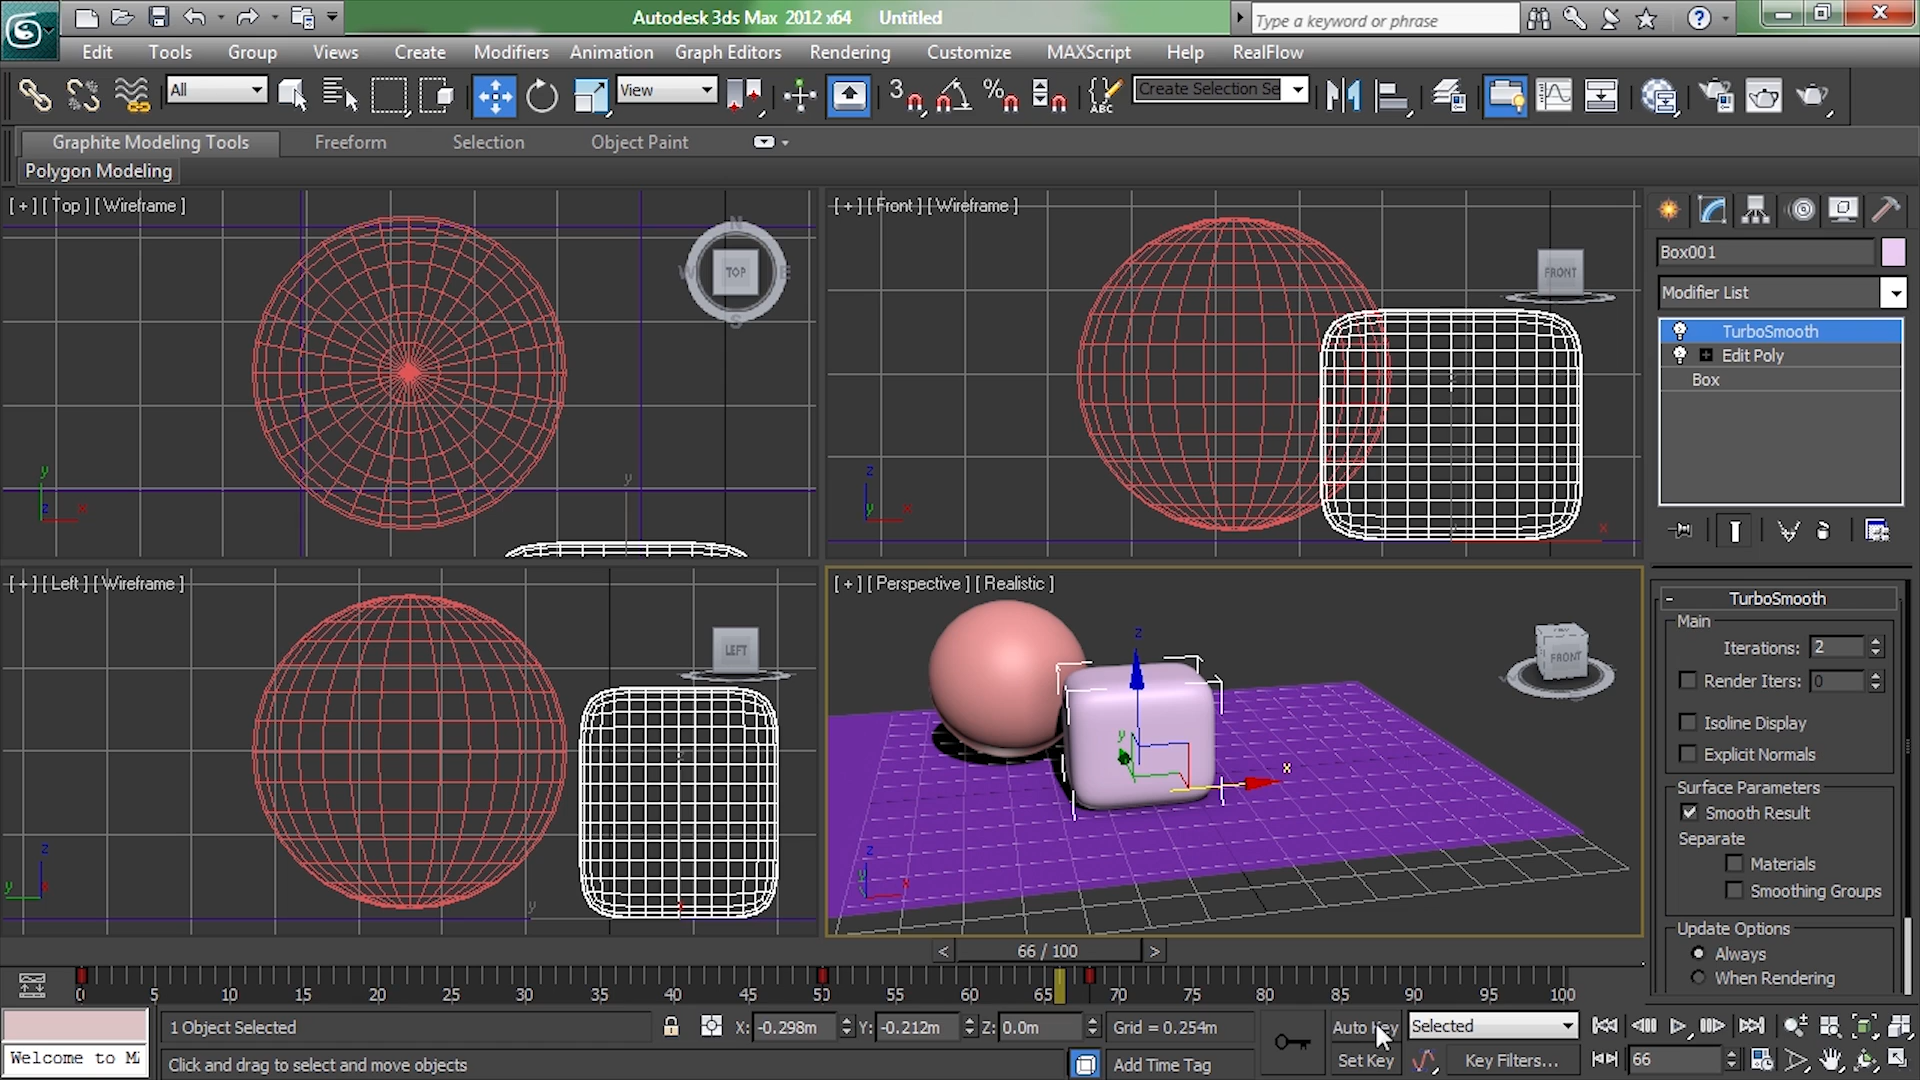 Autodesk 3ds Max 2012 x64 Untitled
Type a keyword or phrase
Edit Tools Group Views Create Modifiers Animation Graph Editors Rendering Customize MAXScript Help RealFlow
All
View
3
%
ABC
Create Selection Se
Graphite Modeling Tools Freeform Selection Object Paint
Polygon Modeling
[ + ] [ Top ] [ Wireframe ]
N
W
TOP
E
S
y
y
z
x
[ + ] [ Front ] [ Wireframe ]
FRONT
z
y
x
x
[ + ] [ Left ] [ Wireframe ]
LEFT
z
y
x
y
[ + ] [ Perspective ] [ Realistic ]
FRONT
z
y
x
z
x
Box001
Modifier List
TurboSmooth
Edit Poly
Box
- TurboSmooth
Main
Iterations: 2
Render Iters: 0
Isoline Display
Explicit Normals
Surface Parameters
Smooth Result
Separate
Materials
Smoothing Groups
Update Options
Always
When Rendering
< 66 / 100 >
0 5 10 15 20 25 30 35 40 45 50 55 60 65 70 75 80 85 90 95 100
1 Object Selected X: -0.298m Y: -0.212m Z: 0.0m Grid = 0.254m
Auto Key Selected
Welcome to M
Click and drag to select and move objects
Add Time Tag
Set Key Key Filters...
66